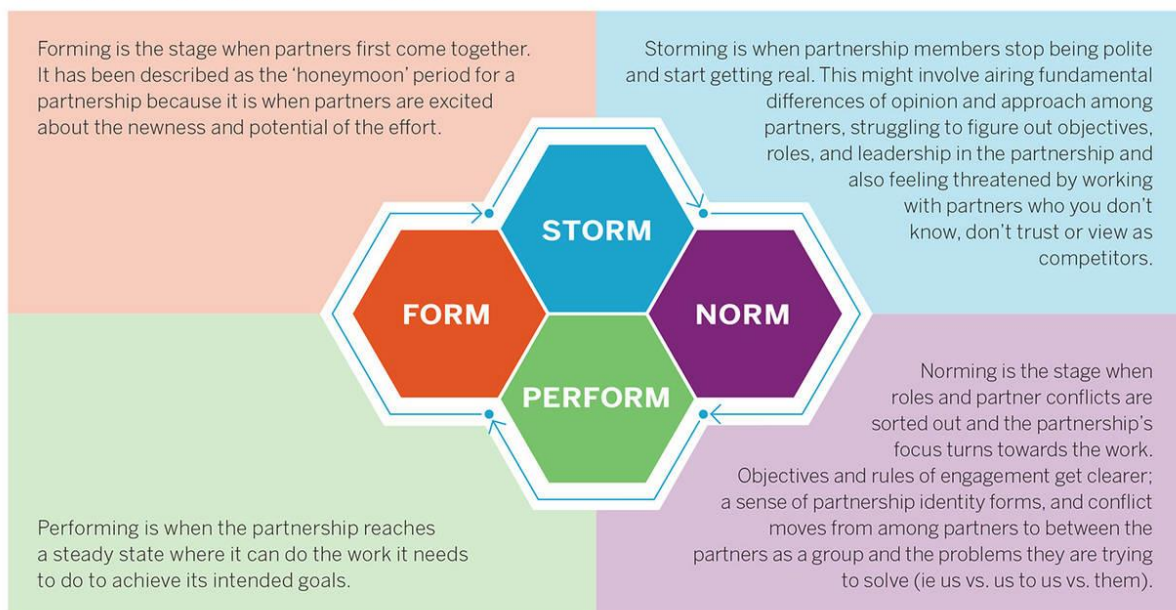 Forming is the stage when partners first come together.
It has been described as the ‘honeymoon’ period for a
partnership because it is when partners are excited
about the newness and potential of the effort.
Storming is when partnership members stop being polite
and start getting real. This might involve airing fundamental
differences of opinion and approach among
partners, struggling to figure out objectives,
roles, and leadership in the partnership and
also feeling threatened by working
with partners who you don’t
know, don’t trust or view as
competitors.
STORM
FORM
NORM
PERFORM
Norming is the stage when
roles and partner conflicts are
sorted out and the partnership’s
focus turns towards the work.
Objectives and rules of engagement get clearer;
a sense of partnership identity forms, and conflict
moves from among partners to between the
partners as a group and the problems they are trying
to solve (ie us vs. us to us vs. them).
Performing is when the partnership reaches
a steady state where it can do the work it needs
to do to achieve its intended goals.